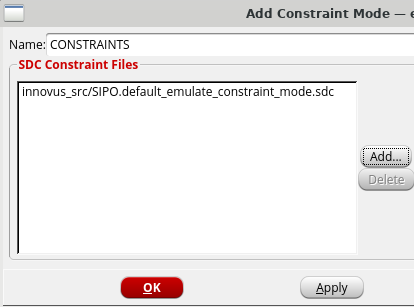 Add Constraint Mode — e
Name: CONSTRAINTS
SDC Constraint Files
innovus_src/SIPO.default_emulate_constraint_mode.sdc
Add...
Delete
OK
Apply